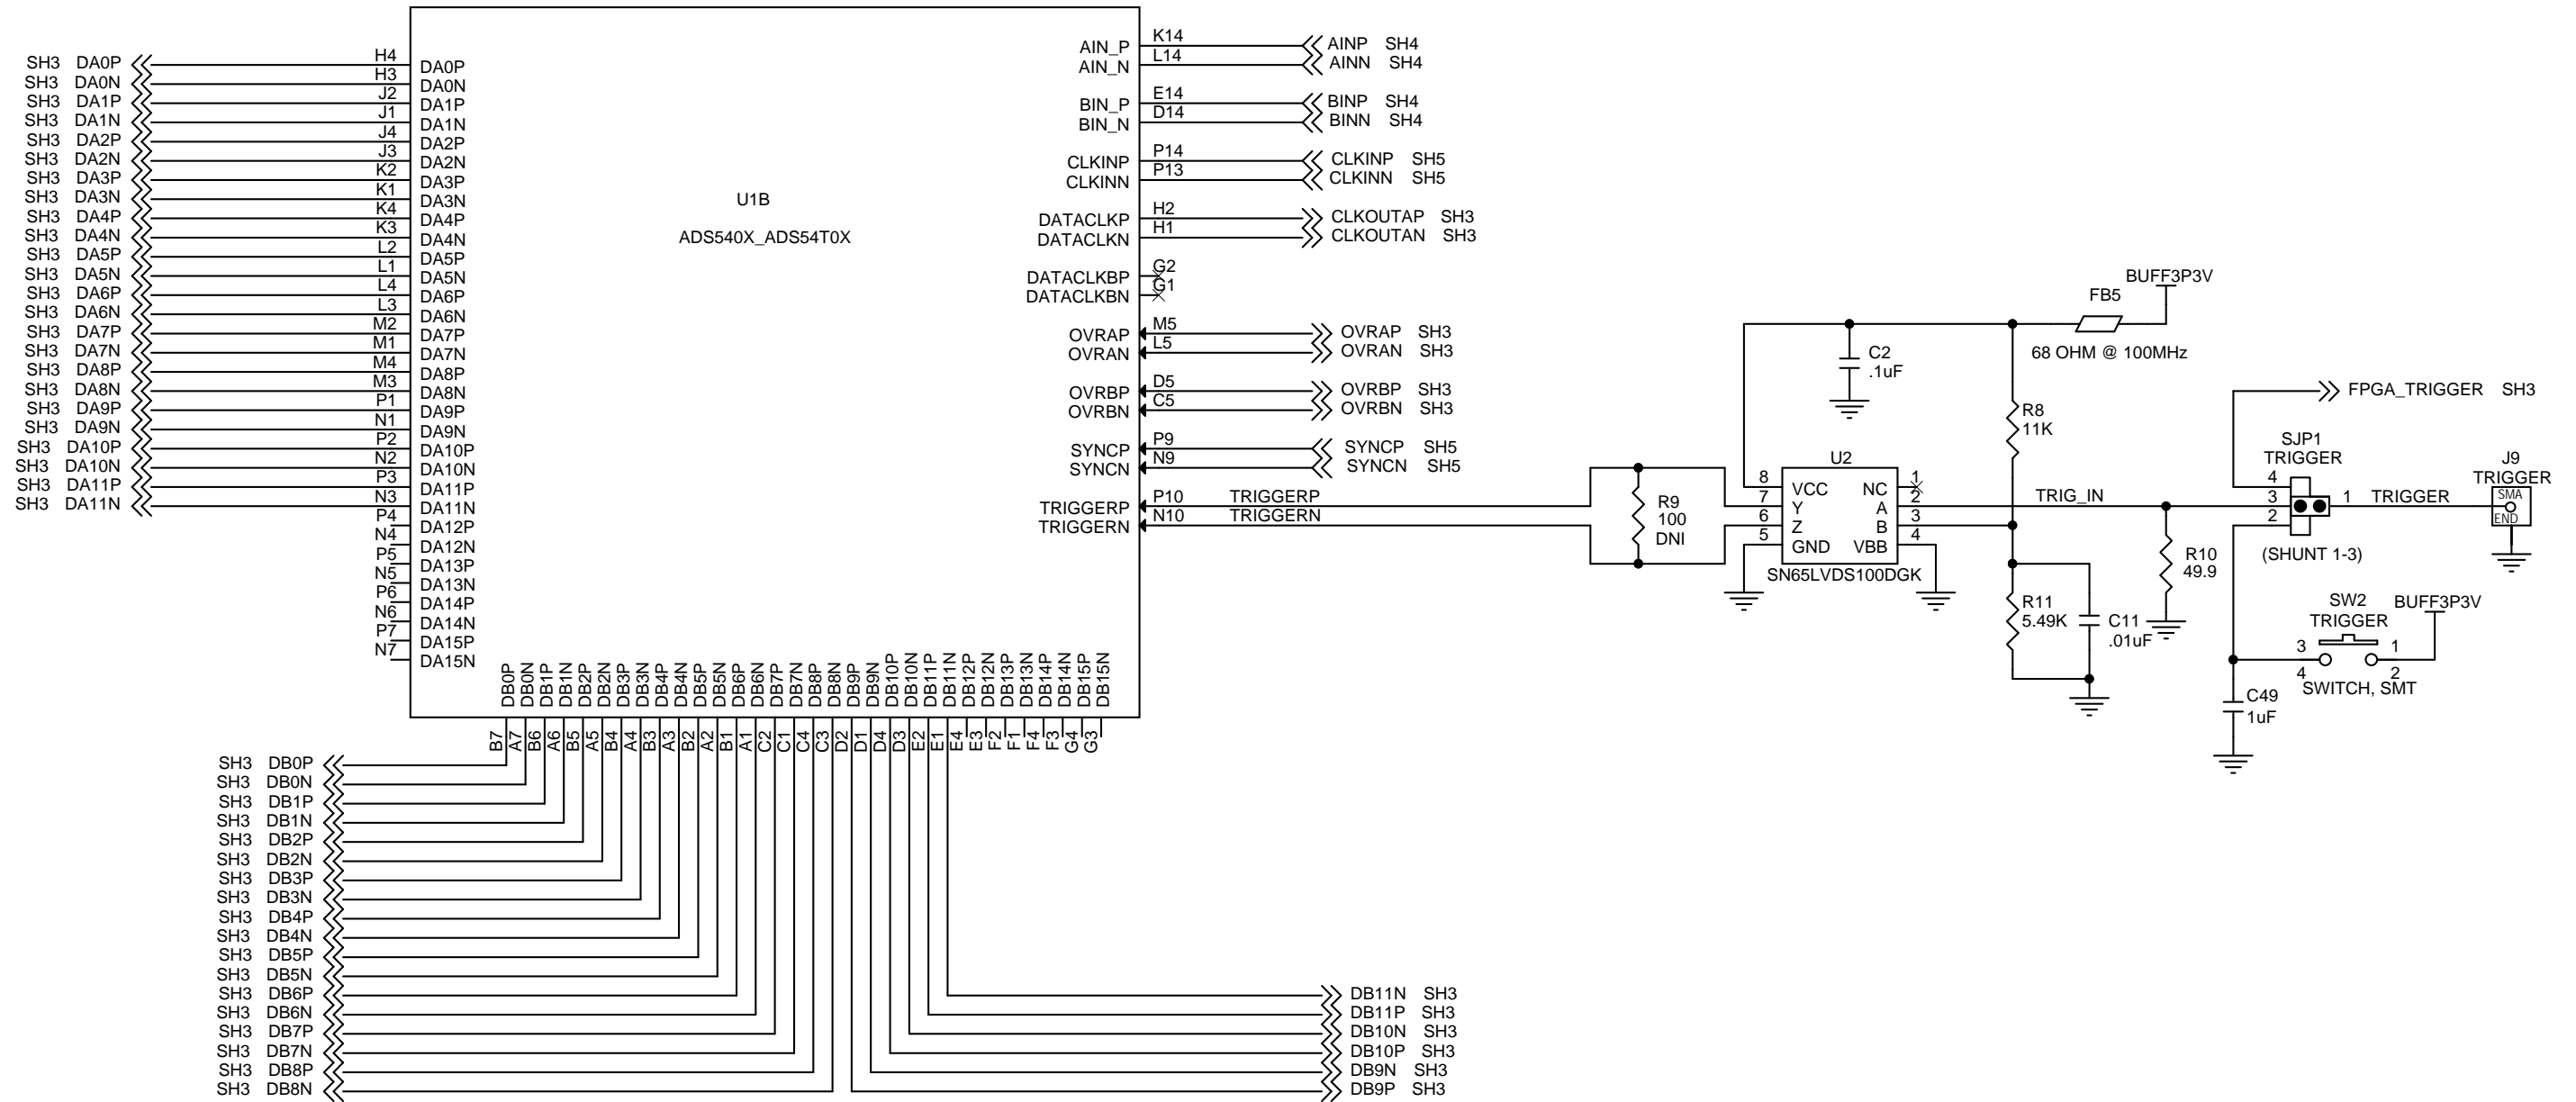 SH3 DA0P
SH3 DA0N
SH3 DA1P
SH3 DA1N
SH3 DA2P
SH3 DA2N
SH3 DA3P
SH3 DA3N
SH3 DA4P
SH3 DA4N
SH3 DA5P
SH3 DA5N
SH3 DA6P
SH3 DA6N
SH3 DA7P
SH3 DA7N
SH3 DA8P
SH3 DA8N
SH3 DA9P
SH3 DA9N
SH3 DA10P
SH3 DA10N
SH3 DA11P
SH3 DA11N
H4 DA0P
H3 DA0N
J2 DA1P
J1 DA1N
J4 DA2P
J3 DA2N
K2 DA3P
K1 DA3N
K4 DA4P
K3 DA4N
L2 DA5P
L1 DA5N
L4 DA6P
L3 DA6N
M2 DA7P
M1 DA7N
M4 DA8P
M3 DA8N
P1 DA9P
N1 DA9N
P2 DA10P
N2 DA10N
P3 DA11P
N3 DA11N
P4 DA12P
N4 DA12N
P5 DA13P
N5 DA13N
P6 DA14P
N6 DA14N
P7 DA15P
N7 DA15N
U1B
ADS540X_ADS54T0X
AIN_P K14 AINP SH4
AIN_N L14 AINN SH4
BIN_P E14 BINP SH4
BIN_N D14 BINN SH4
CLKINP P14 CLKINP SH5
CLKINN P13 CLKINN SH5
DATACLKP H2 CLKOUTAP SH3
DATACLKN H1 CLKOUTAN SH3
DATACLKBP G2
DATACLKBN G1
OVRAP M5 OVRAP SH3
OVRAN L5 OVRAN SH3
OVRBP D5 OVRBP SH3
OVRBN C5 OVRBN SH3
SYNCP P9 SYNCP SH5
SYNCN N9 SYNCN SH5
TRIGGERP P10 TRIGGERP
TRIGGERN N10 TRIGGERN
DB0P B7
DB0N A7
DB1P B6
DB1N A6
DB2P B5
DB2N A5
DB3P B4
DB3N A4
DB4P B3
DB4N A3
DB5P B2
DB5N A2
DB6P B1
DB6N A1
DB7P C2
DB7N C1
DB8P C4
DB8N C3
DB9P D2
DB9N D1
DB10P D4
DB10N D3
DB11P E2
DB11N E1
DB12P E4
DB12N E3
DB13P F2
DB13N F1
DB14P F4
DB14N F3
DB15P G4
DB15N G3
SH3 DB0P
SH3 DB0N
SH3 DB1P
SH3 DB1N
SH3 DB2P
SH3 DB2N
SH3 DB3P
SH3 DB3N
SH3 DB4P
SH3 DB4N
SH3 DB5P
SH3 DB5N
SH3 DB6P
SH3 DB6N
SH3 DB7P
SH3 DB7N
SH3 DB8P
SH3 DB8N
DB11N SH3
DB11P SH3
DB10N SH3
DB10P SH3
DB9N SH3
DB9P SH3
R9
100
DNI
U2
8 VCC NC 1
7 Y A 2
6 Z B 3
5 GND VBB 4
SN65LVDS100DGK
C2
.1uF
BUFF3P3V
FB5
68 OHM @ 100MHz
R8
11K
R11
5.49K
C11
.01uF
TRIG_IN
R10
49.9
FPGA_TRIGGER SH3
SJP1
TRIGGER
4
3 1 TRIGGER
2
(SHUNT 1-3)
J9
TRIGGER
SMA
END
SW2
TRIGGER
BUFF3P3V
3 1
4 2
SWITCH, SMT
C49
1uF